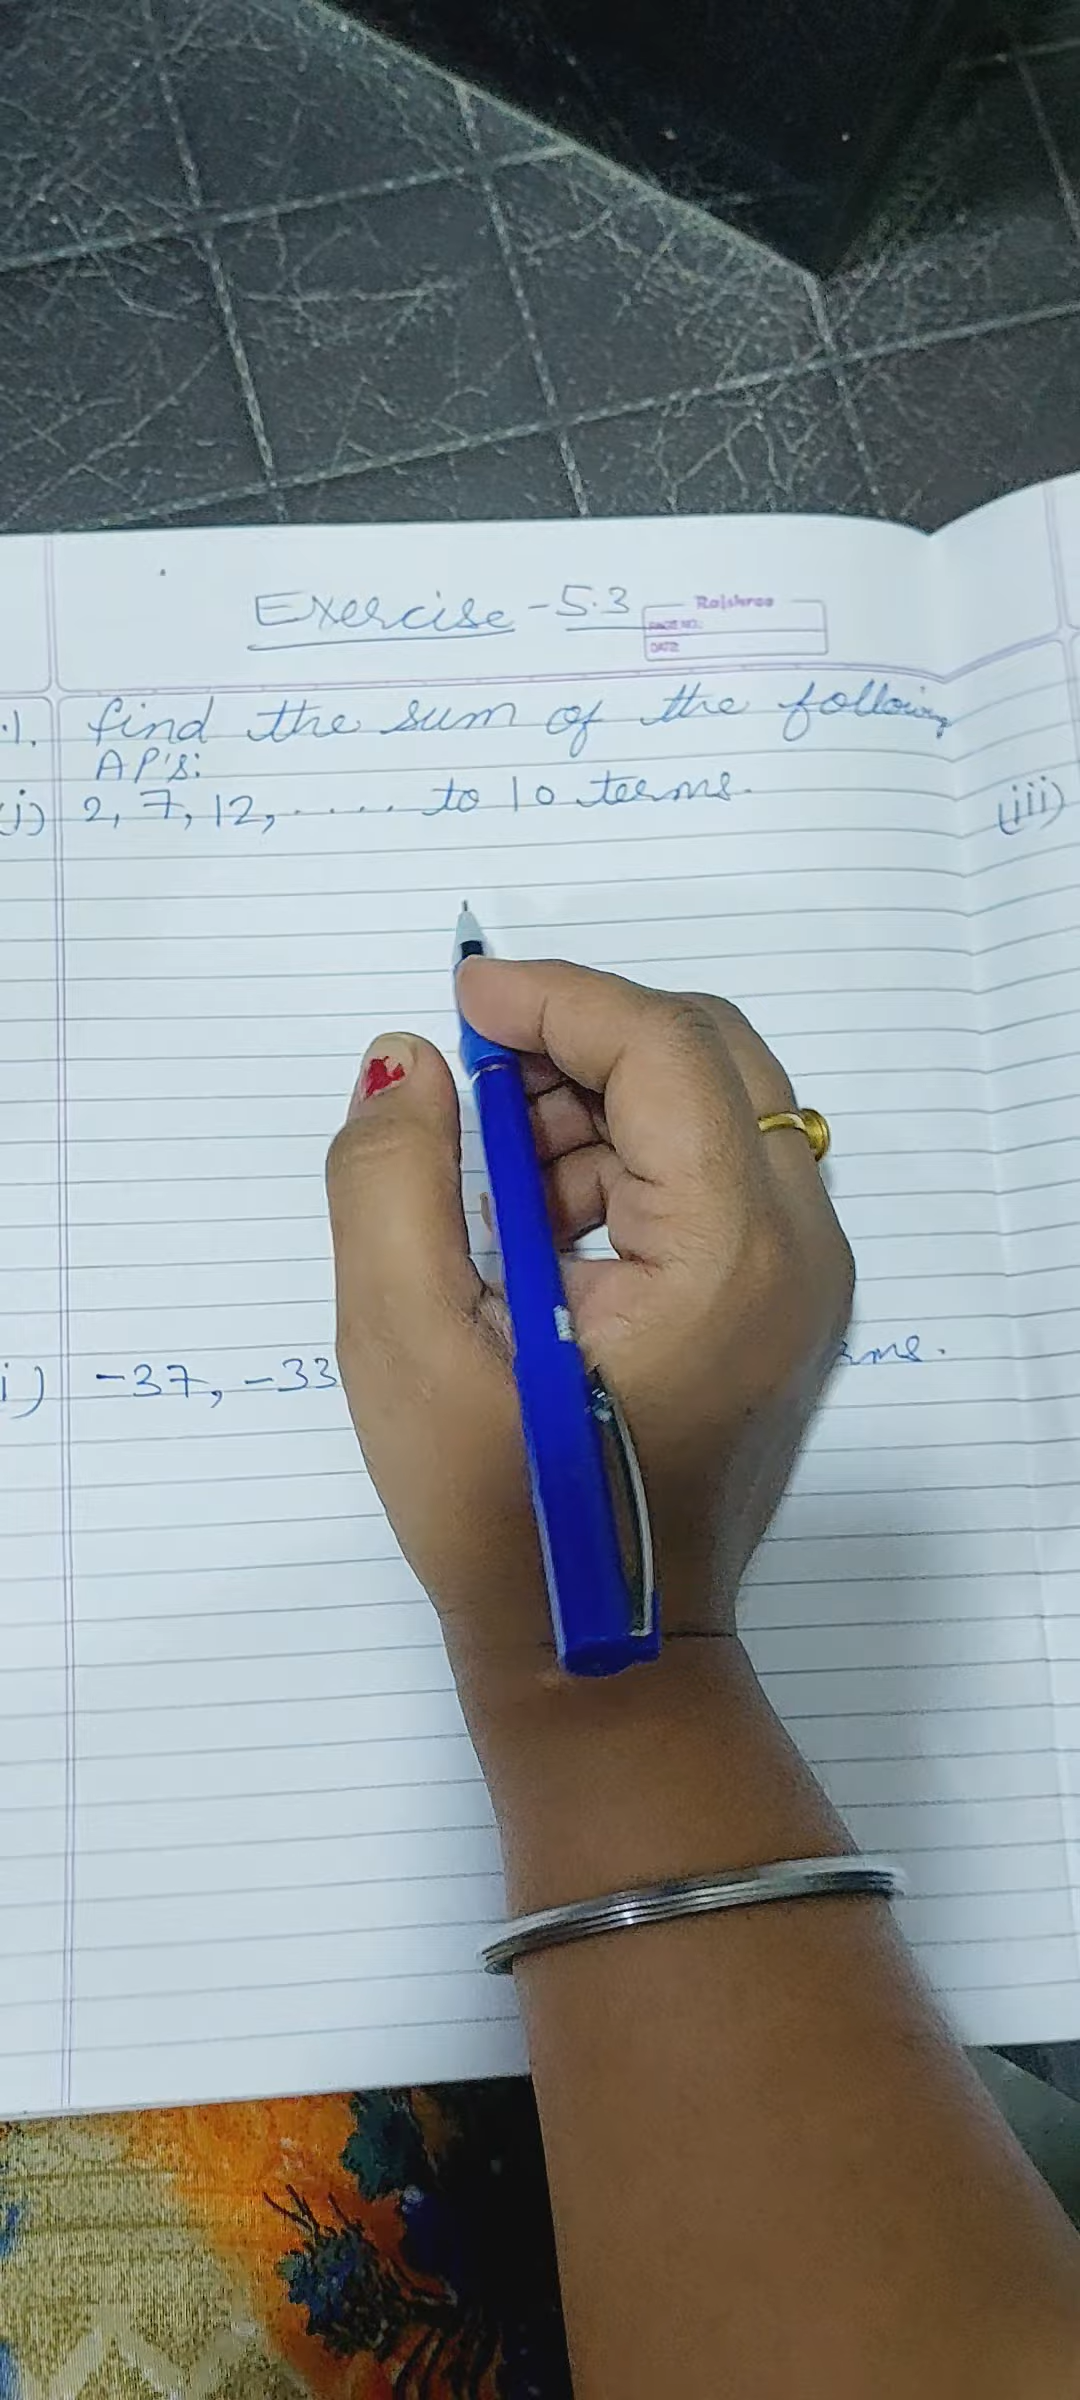 Exercise - 5.3
Rajshree
PAGE NO.:
DATE:
.1. find the sum of the following
AP's:
(i) 2, 7, 12, ..... to 10 terms.
(iii)
i) -37, -33